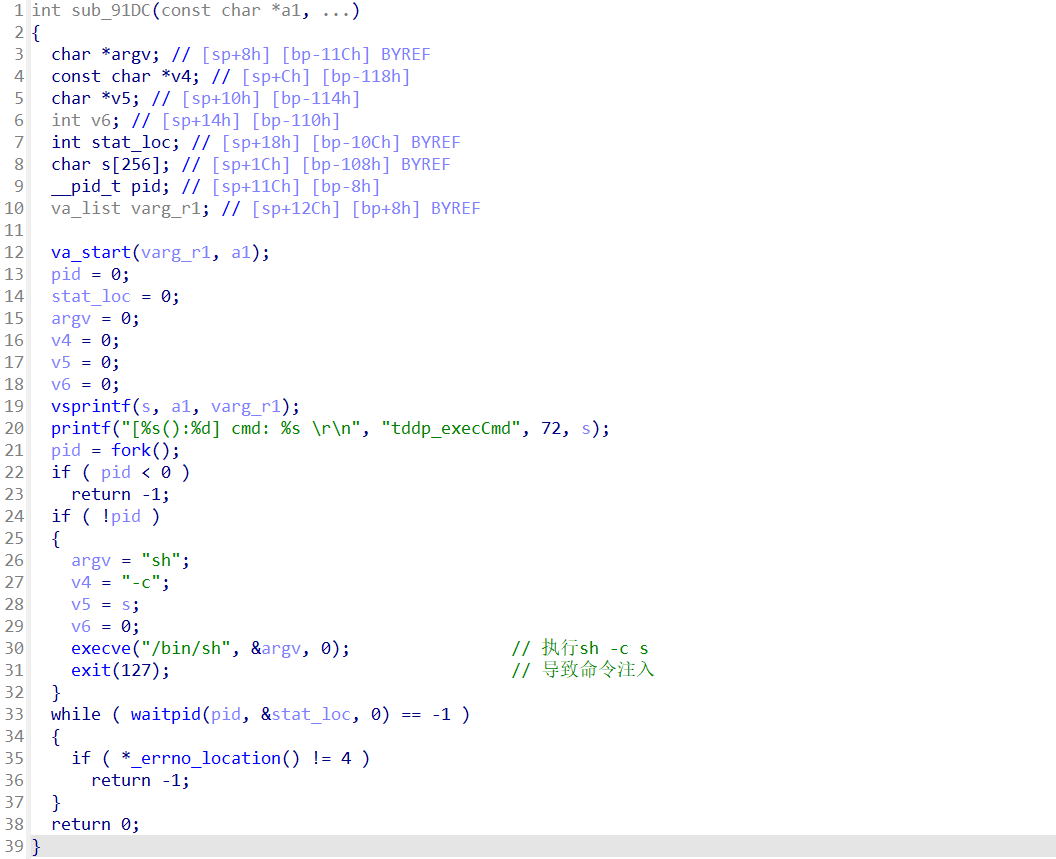 1 int sub_91DC(const char *a1, ...)
2 {
3   char *argv; // [sp+8h] [bp-11Ch] BYREF
4   const char *v4; // [sp+Ch] [bp-118h]
5   char *v5; // [sp+10h] [bp-114h]
6   int v6; // [sp+14h] [bp-110h]
7   int stat_loc; // [sp+18h] [bp-10Ch] BYREF
8   char s[256]; // [sp+1Ch] [bp-108h] BYREF
9   __pid_t pid; // [sp+11Ch] [bp-8h]
10   va_list varg_r1; // [sp+12Ch] [bp+8h] BYREF
11
12   va_start(varg_r1, a1);
13   pid = 0;
14   stat_loc = 0;
15   argv = 0;
16   v4 = 0;
17   v5 = 0;
18   v6 = 0;
19   vsprintf(s, a1, varg_r1);
20   printf("[%s():%d] cmd: %s \r\n", "tddp_execCmd", 72, s);
21   pid = fork();
22   if ( pid < 0 )
23     return -1;
24   if ( !pid )
25   {
26     argv = "sh";
27     v4 = "-c";
28     v5 = s;
29     v6 = 0;
30     execve("/bin/sh", &argv, 0);                // 执行sh -c s
31     exit(127);                                  // 导致命令注入
32   }
33   while ( waitpid(pid, &stat_loc, 0) == -1 )
34   {
35     if ( *_errno_location() != 4 )
36       return -1;
37   }
38   return 0;
39 }